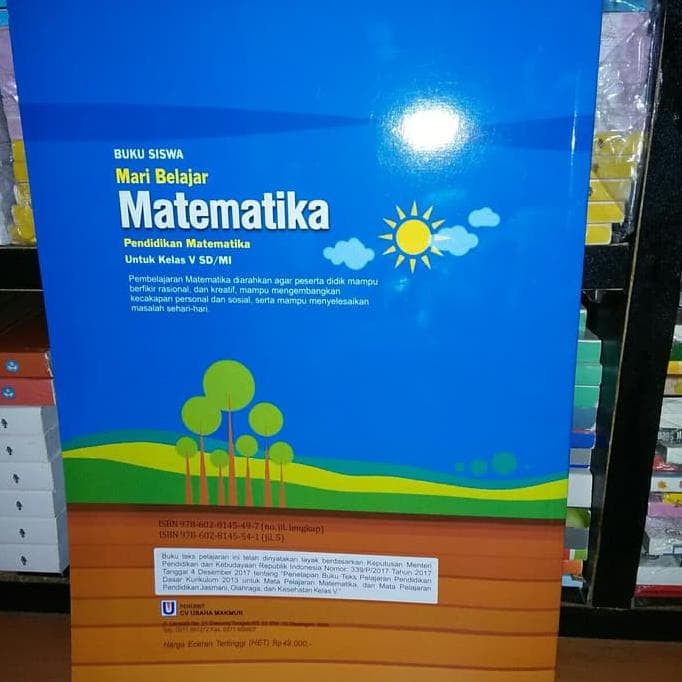 BUKU SISWA
Mari Belajar
Matematika
Pendidikan Matematika
Untuk Kelas V SD/MI
Pembelajaran Matematika diarahkan agar peserta didik mampu
berfikir rasional, dan kreatif, mampu mengembangkan
kecakapan personal dan sosial, serta mampu menyelesaikan
masalah sehari-hari.
ISBN 978-602-8145-49-7 (no.jil. lengkap)
ISBN 978-602-8145-54-1 (jil.5)
Buku teks pelajaran ini telah dinyatakan layak berdasarkan Keputusan Menteri
Pendidikan dan Kebudayaan Republik Indonesia Nomor: 339/P/2017 Tahun 2017
Tanggal 4 Desember 2017 tentang "Penetapan Buku Teks Pelajaran Pendidikan
Dasar Kurikulum 2013 untuk Mata Pelajaran Matematika, dan Mata Pelajaran
Pendidikan Jasmani, Olahraga, dan Kesehatan Kelas V."
U
PENERBIT
CV USAHA MAKMUR
Harga Eceran Tertinggi (HET) Rp49.000,-